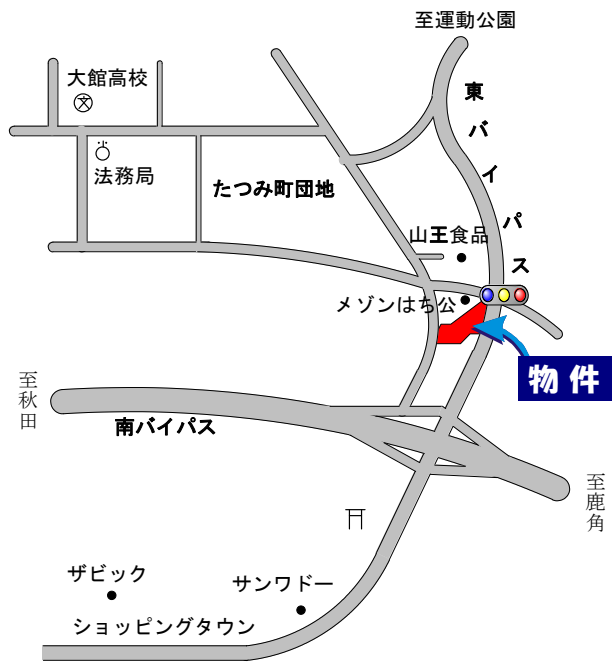 至運動公園
大館高校
文
東バイパス
法務局
たつみ町団地
山王食品
メゾンはち公
物件
至秋田
南バイパス
至鹿角
ザビック
サンワドー
ショッピングタウン